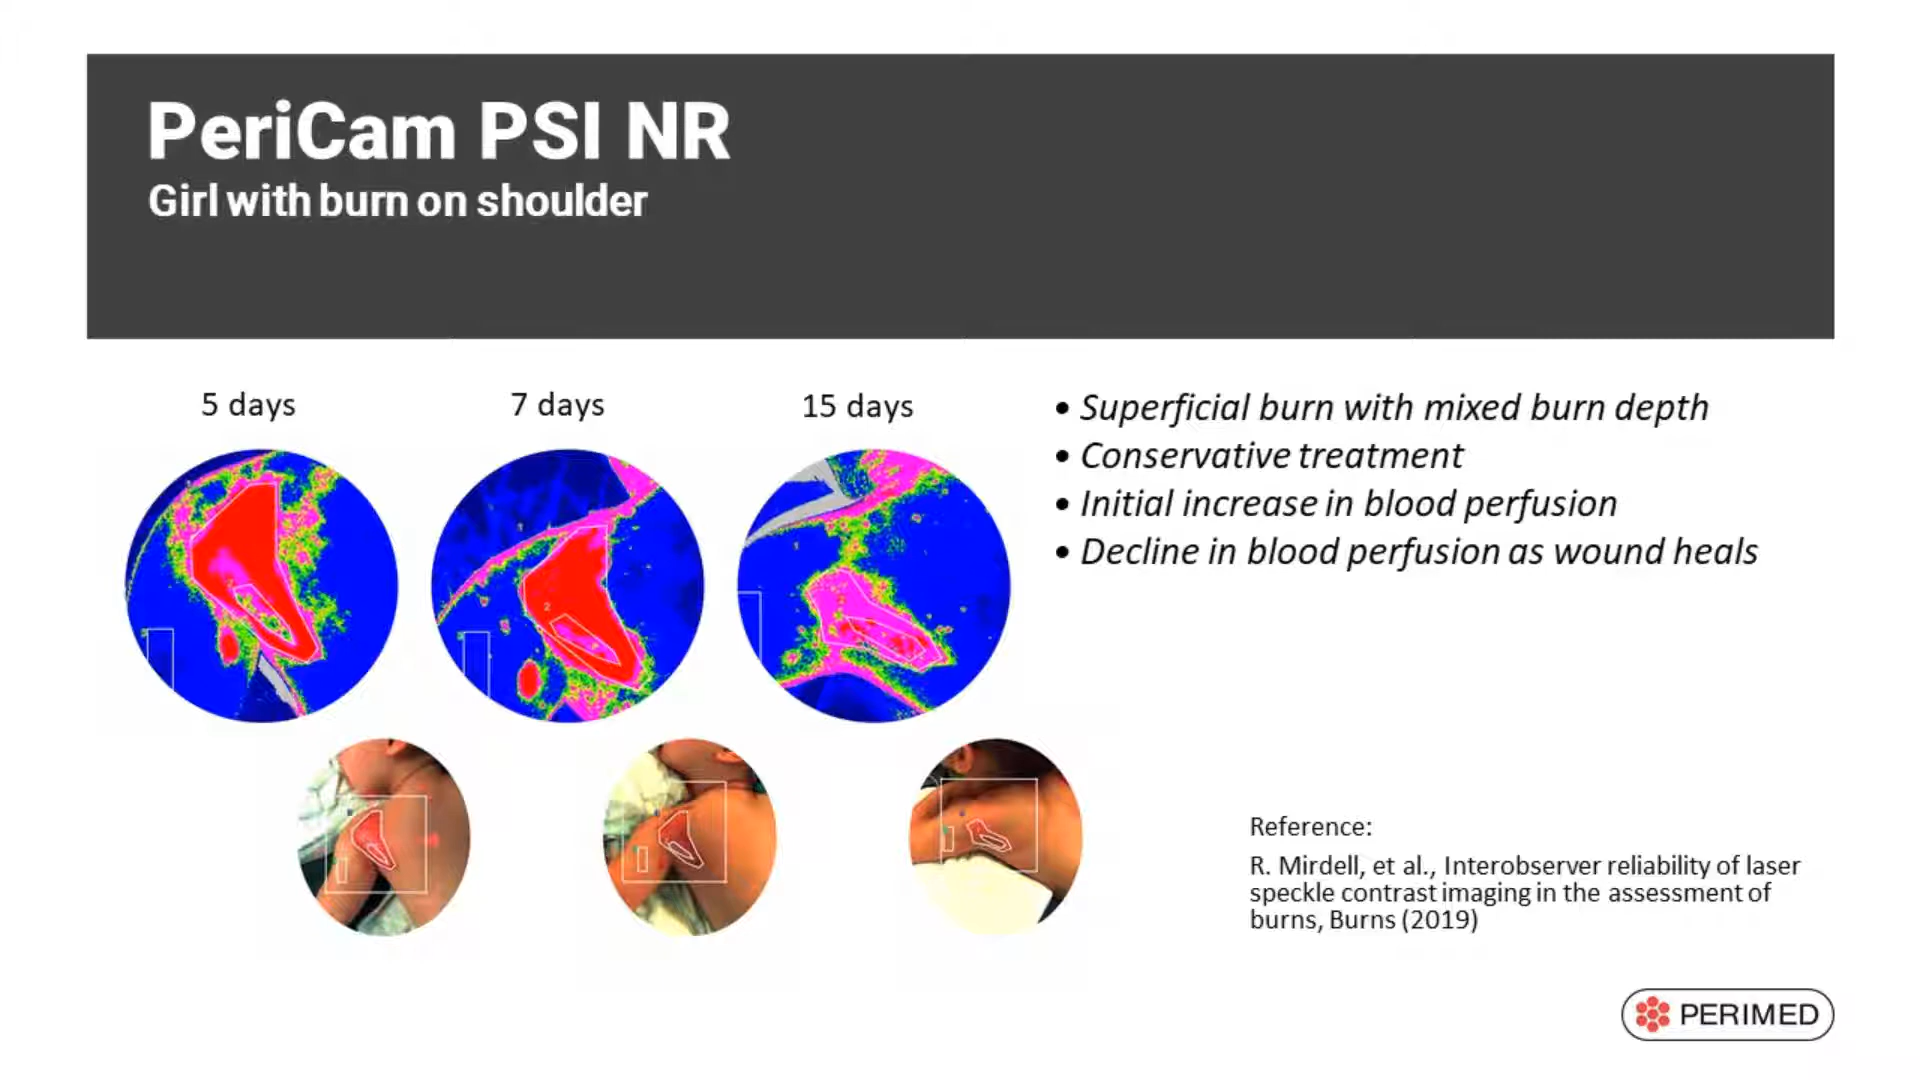 PeriCam PSI NR
Girl with burn on shoulder
5 days
7 days
15 days
• Superficial burn with mixed burn depth
• Conservative treatment
• Initial increase in blood perfusion
• Decline in blood perfusion as wound heals
Reference:
R. Mirdell, et al., Interobserver reliability of laser
speckle contrast imaging in the assessment of
burns, Burns (2019)
PERIMED